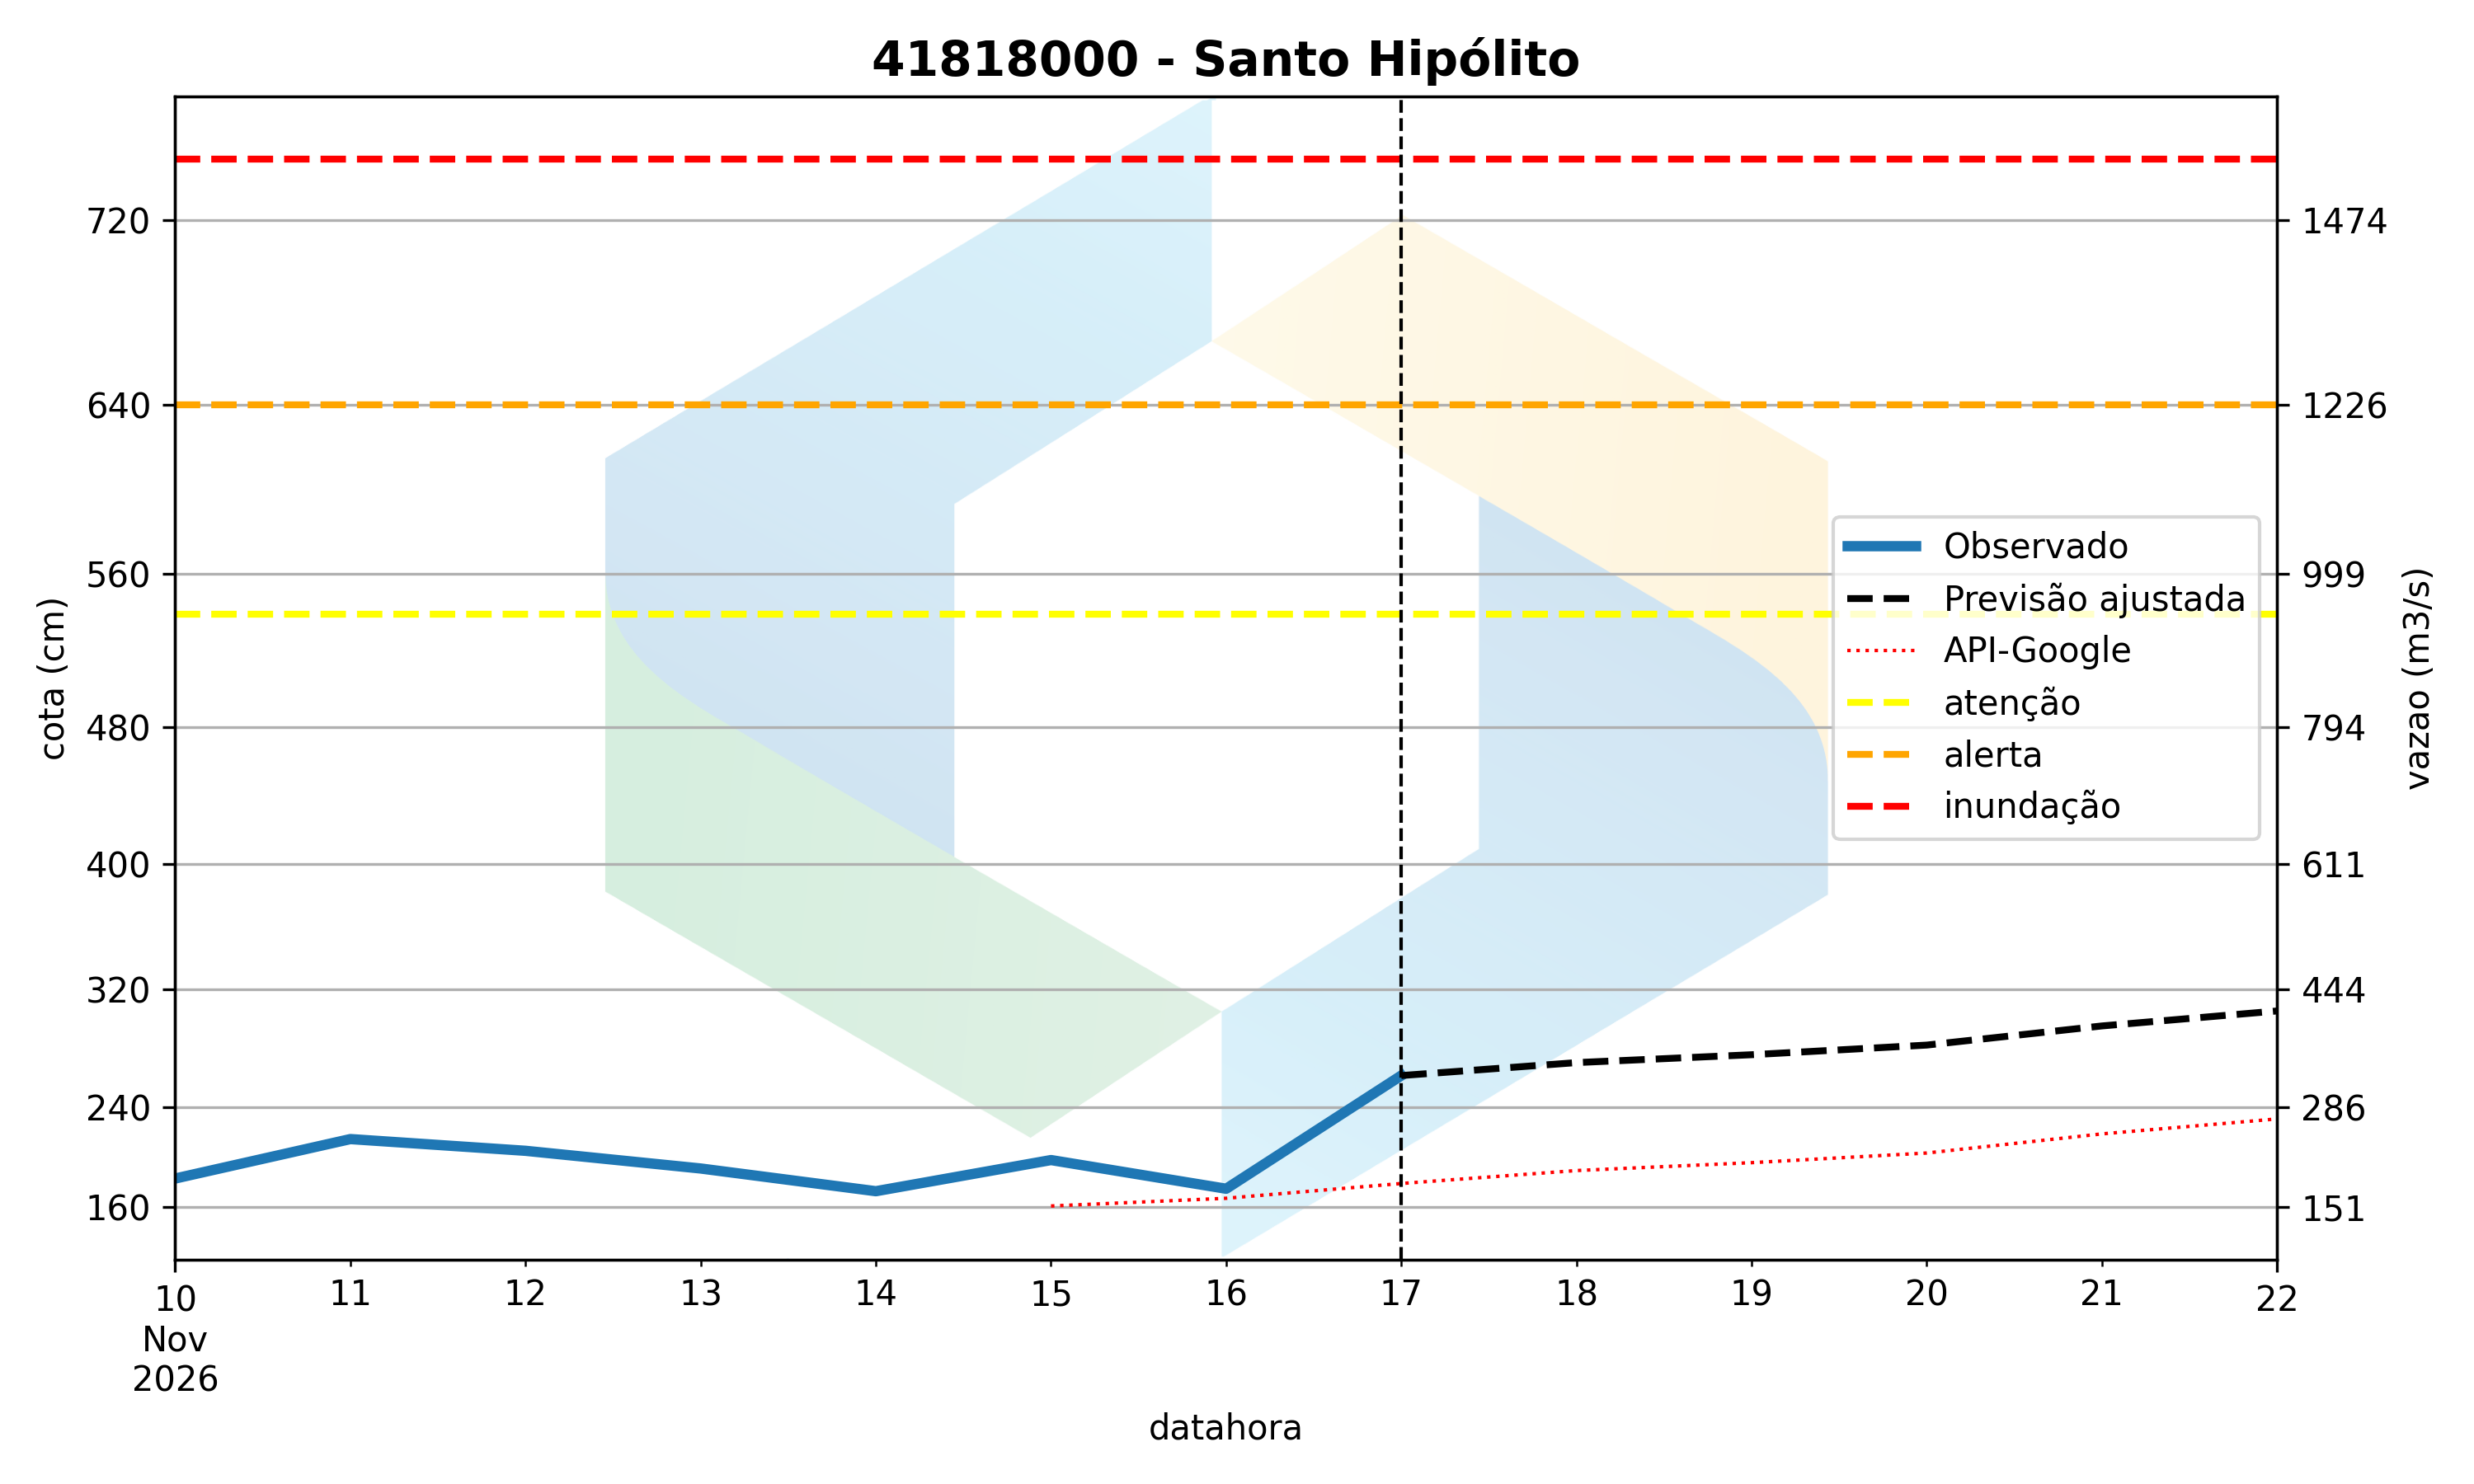 41818000 - Santo Hipólito
720
640
560
480
400
320
240
160
cota (cm)
1474
1226
999
794
611
444
286
151
vazao (m3/s)
Observado
Previsão ajustada
API-Google
atenção
alerta
inundação
10 11 12 13 14 15 16 17 18 19 20 21 22
Nov
2026
datahora